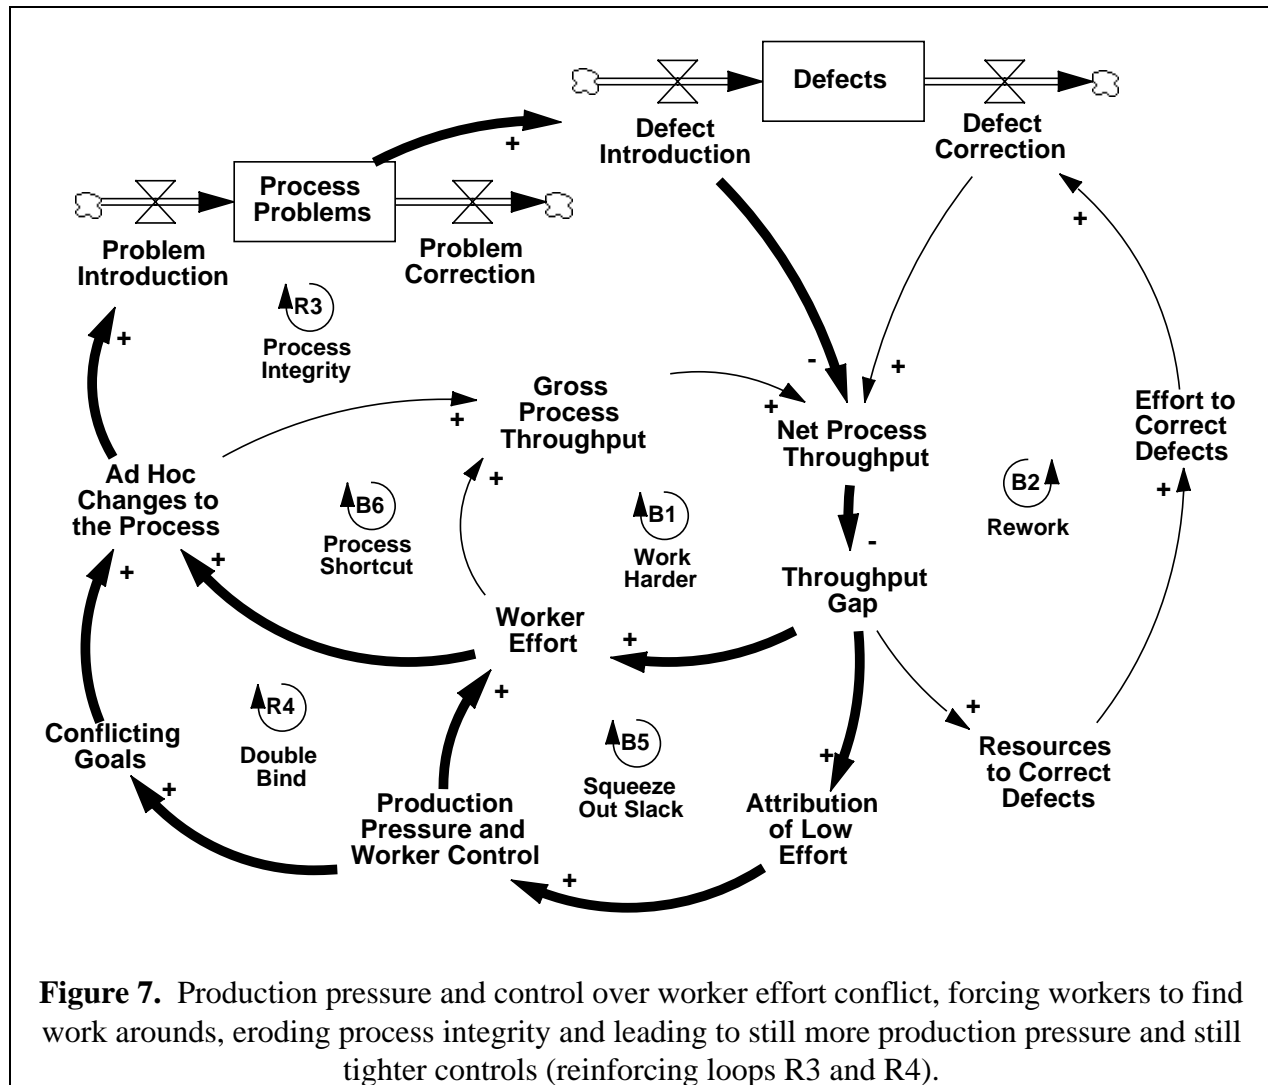 Defects
Defect
Introduction
Defect
Correction
+
Process
Problems
Problem
Introduction
Problem
Correction
+
R3
Process
Integrity
+
-
+
Gross
Process
Throughput
+
+
Net Process
Throughput
Effort to
Correct
Defects
+
Ad Hoc
Changes to
the Process
+
B6
Process
Shortcut
B1
Work
Harder
B2
Rework
-
Throughput
Gap
+
+
Worker
Effort
+
+
+
R4
Double
Bind
B5
Squeeze
Out Slack
+
Conflicting
Goals
+
+
Resources
to Correct
Defects
Production
Pressure and
Worker Control
Attribution
of Low
Effort
+
Figure 7. Production pressure and control over worker effort conflict, forcing workers to find
work arounds, eroding process integrity and leading to still more production pressure and still
tighter controls (reinforcing loops R3 and R4).